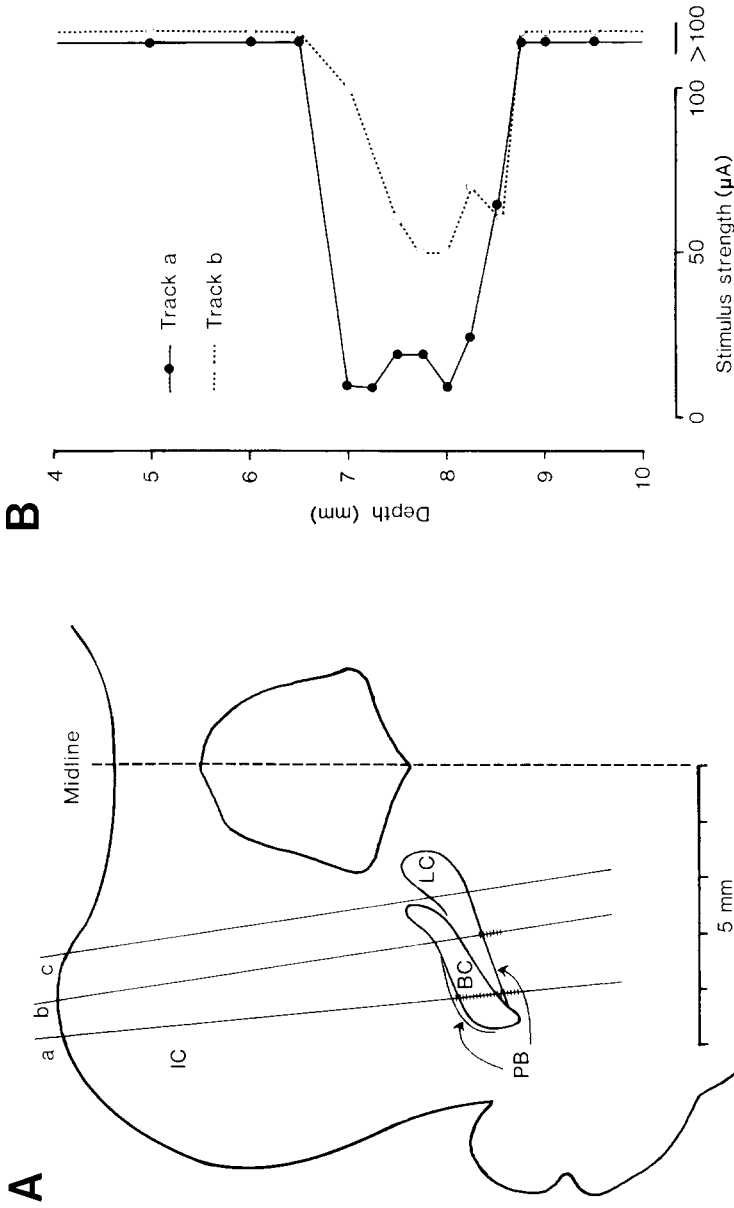 A
Midline
a
b
c
IC
LC
BC
PB
5 mm
B
Track a
Track b
Depth (mm)
4
5
6
7
8
9
10
0
50
100
>100
Stimulus strength (µA)